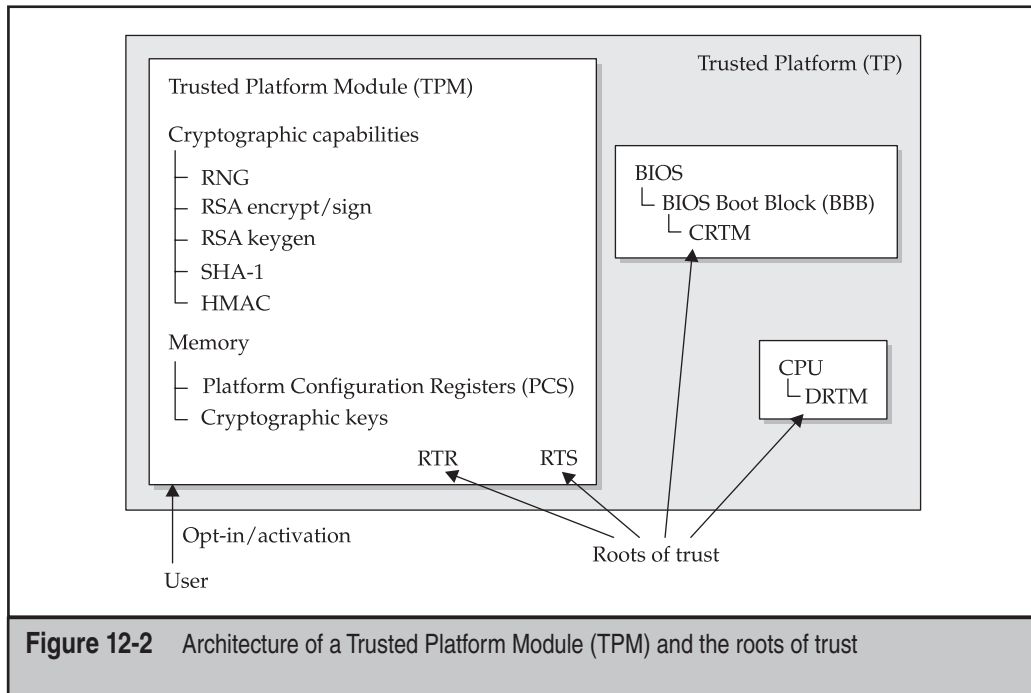 Trusted Platform (TP)
Trusted Platform Module (TPM)
Cryptographic capabilities
RNG
RSA encrypt/sign
RSA keygen
SHA-1
HMAC
Memory
Platform Configuration Registers (PCS)
Cryptographic keys
RTR
RTS
BIOS
BIOS Boot Block (BBB)
CRTM
CPU
DRTM
Opt-in/activation
User
Roots of trust
Figure 12-2 Architecture of a Trusted Platform Module (TPM) and the roots of trust